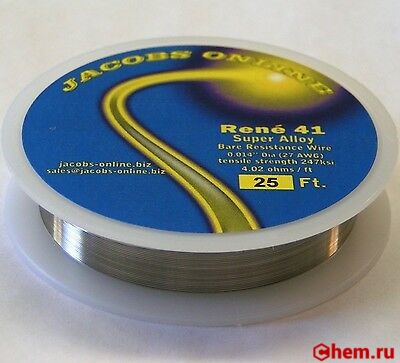 JACOBS ONLINE
René 41
Super Alloy
Bare Resistance Wire
0.014" Dia (27 AWG)
tensile strength 247ksi
4.02 ohms / ft
jacobs-online.biz
sales@jacobs-online.biz
25 Ft.
Chem.ru